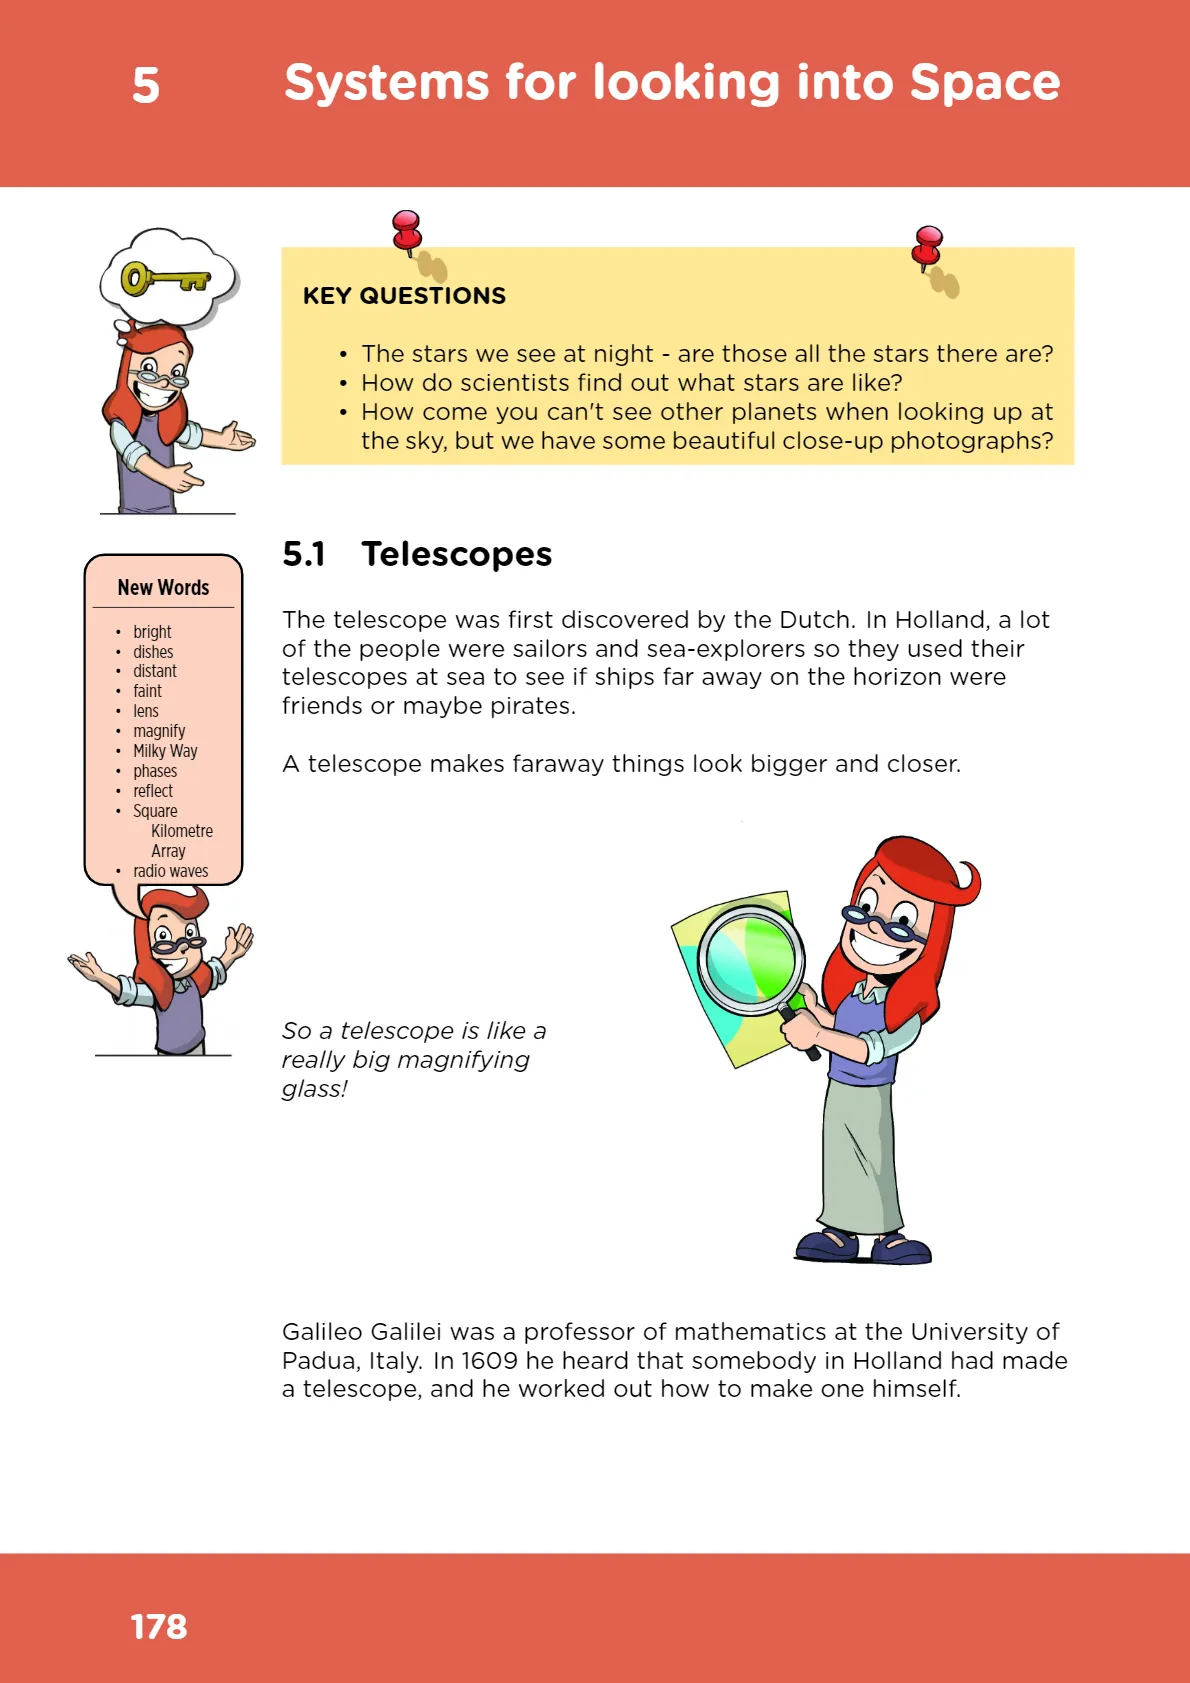 5 Systems for looking into Space
KEY QUESTIONS
• The stars we see at night - are those all the stars there are?
• How do scientists find out what stars are like?
• How come you can't see other planets when looking up at
the sky, but we have some beautiful close-up photographs?
5.1 Telescopes
New Words
• bright
• dishes
• distant
• faint
• lens
• magnify
• Milky Way
• phases
• reflect
• Square
Kilometre
Array
• radio waves
The telescope was first discovered by the Dutch. In Holland, a lot
of the people were sailors and sea-explorers so they used their
telescopes at sea to see if ships far away on the horizon were
friends or maybe pirates.
A telescope makes faraway things look bigger and closer.
So a telescope is like a
really big magnifying
glass!
Galileo Galilei was a professor of mathematics at the University of
Padua, Italy. In 1609 he heard that somebody in Holland had made
a telescope, and he worked out how to make one himself.
178